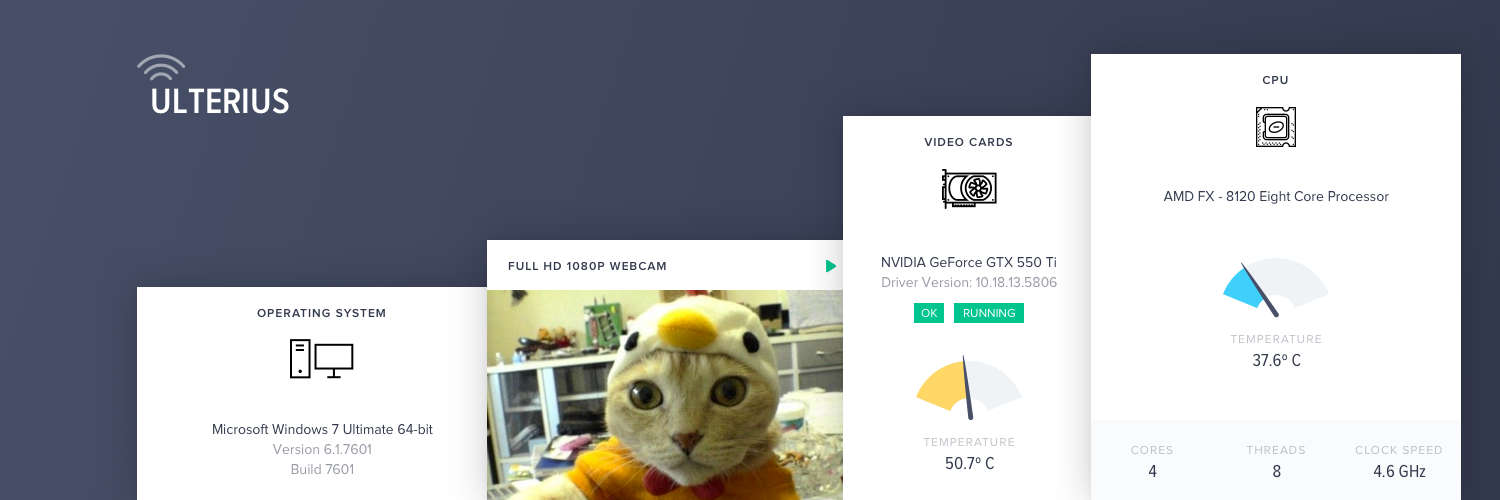 ULTERIUS
OPERATING SYSTEM
Microsoft Windows 7 Ultimate 64-bit
Version 6.1.7601
Build 7601
FULL HD 1080P WEBCAM
VIDEO CARDS
NVIDIA GeForce GTX 550 Ti
Driver Version: 10.18.13.5806
OK RUNNING
TEMPERATURE
50.7º C
CPU
AMD FX - 8120 Eight Core Processor
TEMPERATURE
37.6º C
CORES THREADS CLOCK SPEED
4 8 4.6 GHz